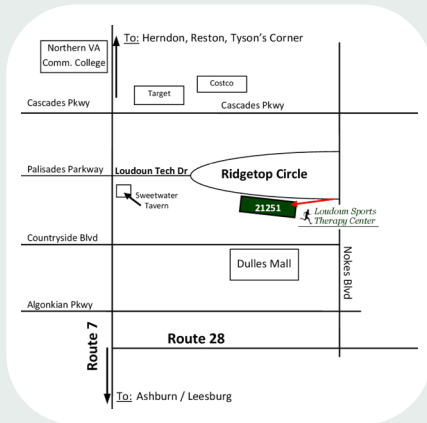 To: Herndon, Reston, Tyson's Corner
Northern VA
Comm. College
Costco
Target
Cascades Pkwy
Cascades Pkwy
Palisades Parkway
Loudoun Tech Dr
Ridgetop Circle
Sweetwater
Tavern
21251
Loudoun Sports
Therapy Center
Countryside Blvd
Dulles Mall
Nokes Blvd
Algonkian Pkwy
Route 7
Route 28
To: Ashburn / Leesburg